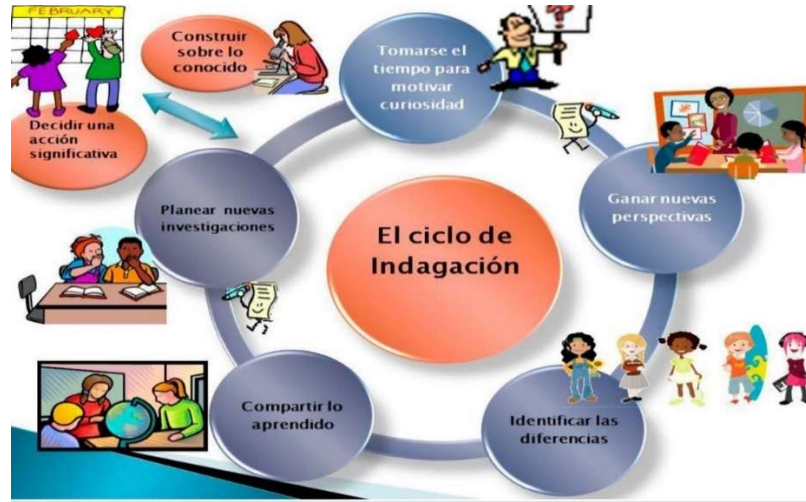 FEBRUARY
Construir
sobre lo
conocido
Tomarse el
tiempo para
motivar
curiosidad
?
Decidir una
acción
significativa
Planear nuevas
investigaciones
Ganar nuevas
perspectivas
El ciclo de
Indagación
Compartir lo
aprendido
Identificar las
diferencias